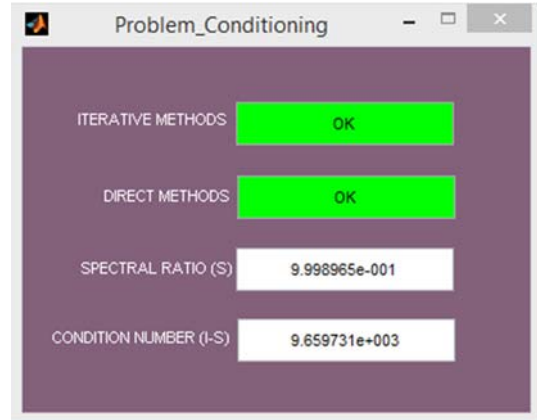 Problem_Conditioning
ITERATIVE METHODS OK
DIRECT METHODS OK
SPECTRAL RATIO (S) 9.998965e-001
CONDITION NUMBER (I-S) 9.659731e+003